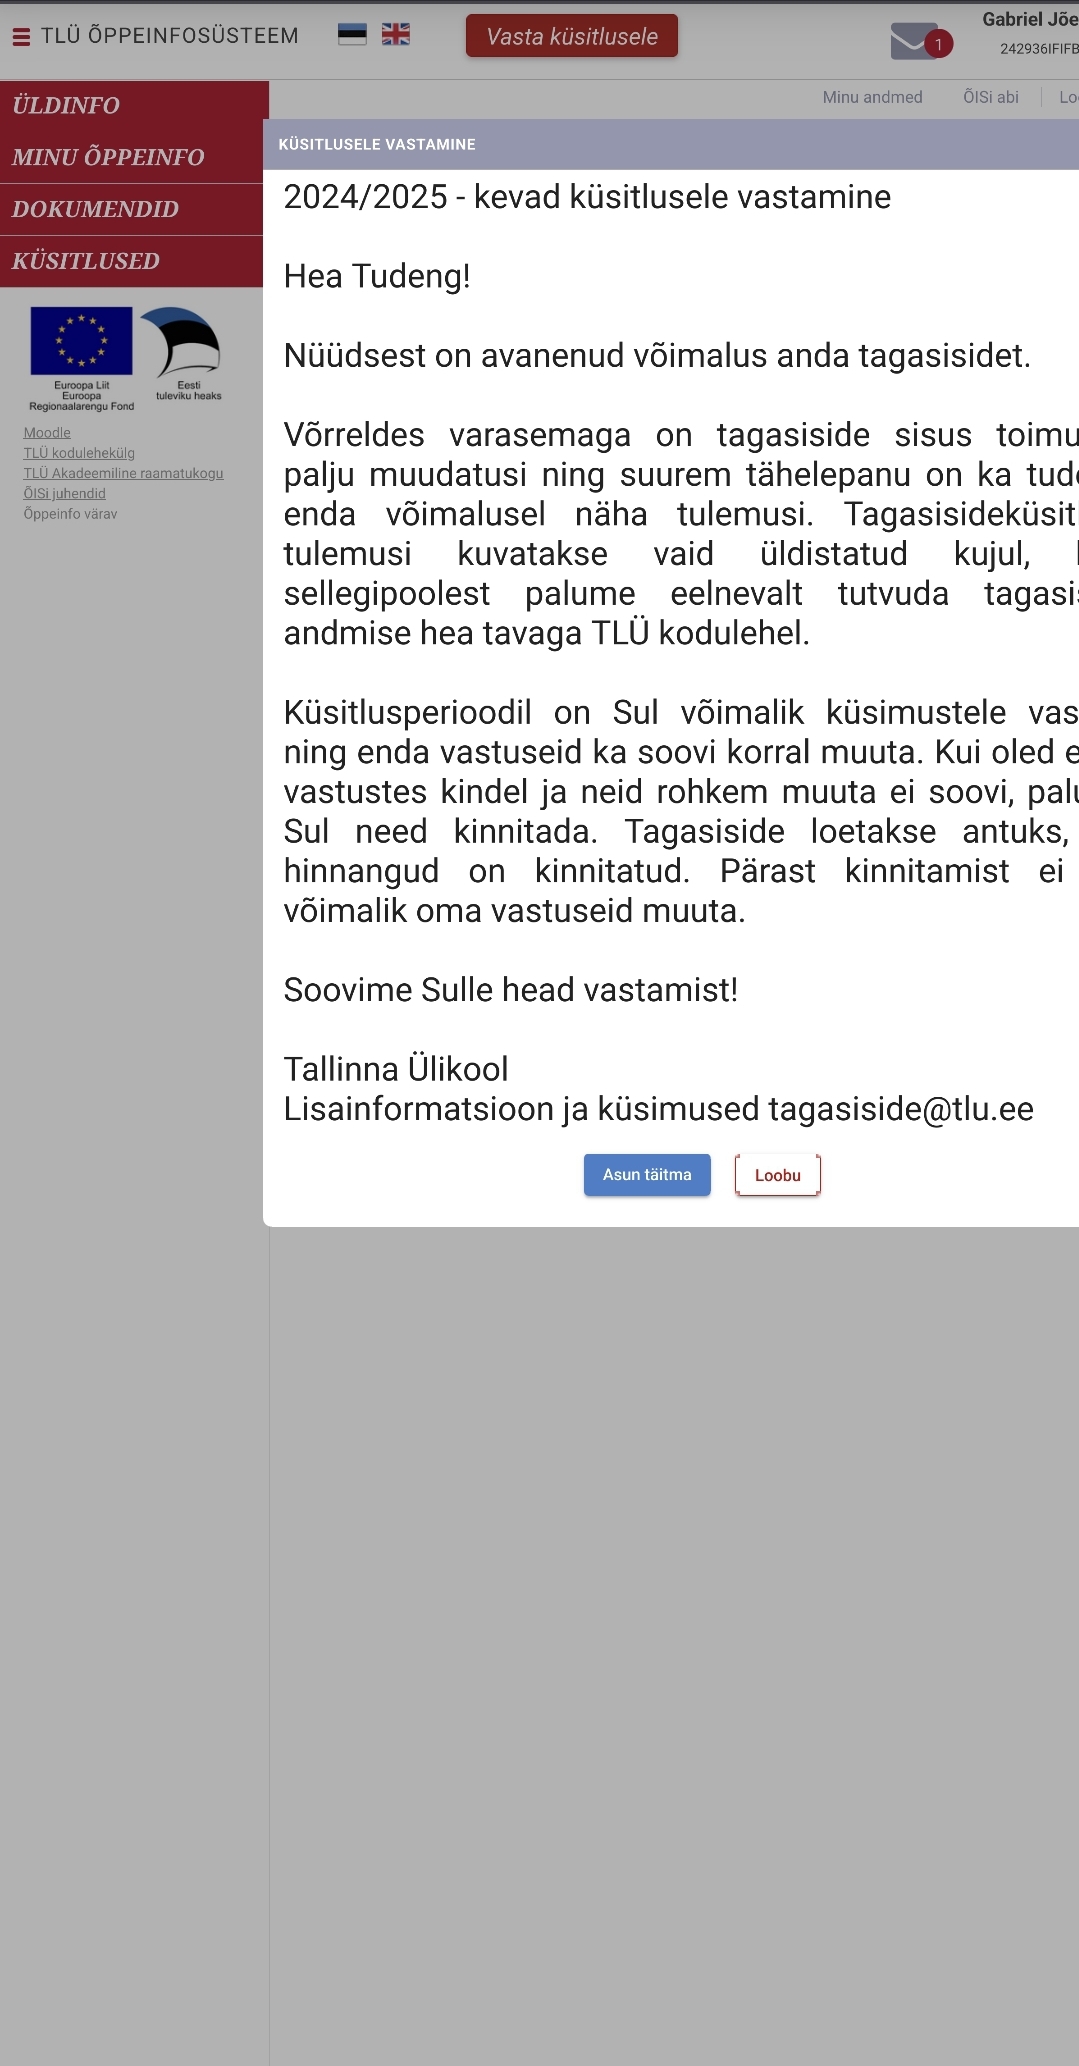 TLÜ ÕPPEINFOSÜSTEEM
Vasta küsitlusele
1
Gabriel Jõe
242936IFIFB
Minu andmed
ÕISi abi
ÜLDINFO
MINU ÕPPEINFO
DOKUMENDID
KÜSITLUSED
Euroopa Liit
Euroopa
Regionaalarengu Fond
Eesti
tuleviku heaks
Moodle
TLÜ kodulehekülg
TLÜ Akadeemiline raamatukogu
ÕISi juhendid
Õppeinfo värav
KÜSITLUSELE VASTAMINE
2024/2025 - kevad küsitlusele vastamine
Hea Tudeng!
Nüüdsest on avanenud võimalus anda tagasisidet.
Võrreldes varasemaga on tagasiside sisus toimu
palju muudatusi ning suurem tähelepanu on ka tude
enda võimalusel näha tulemusi. Tagasisideküsitl
tulemusi kuvatakse vaid üldistatud kujul,
sellegipoolest palume eelnevalt tutvuda tagasis
andmise hea tavaga TLÜ kodulehel.
Küsitlusperioodil on Sul võimalik küsimustele vas
ning enda vastuseid ka soovi korral muuta. Kui oled e
vastustes kindel ja neid rohkem muuta ei soovi, palu
Sul need kinnitada. Tagasiside loetakse antuks,
hinnangud on kinnitatud. Pärast kinnitamist ei
võimalik oma vastuseid muuta.
Soovime Sulle head vastamist!
Tallinna Ülikool
Lisainformatsioon ja küsimused tagasiside@tlu.ee
Asun täitma
Loobu